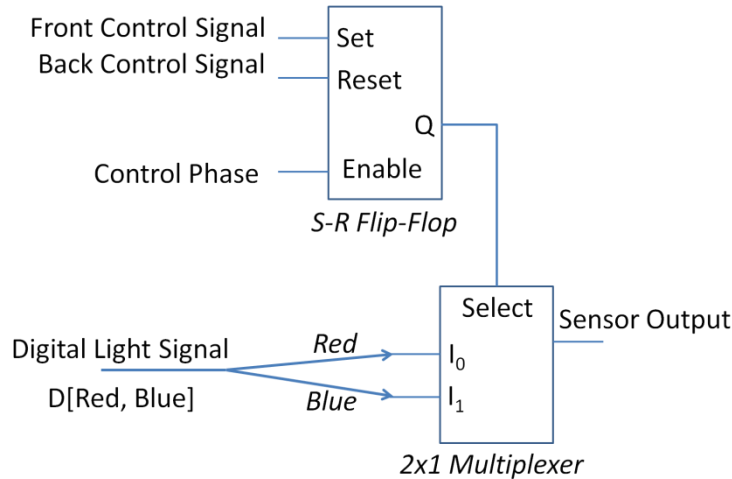 Front Control Signal
Set
Back Control Signal
Reset
Q
Control Phase
Enable
S-R Flip-Flop
Select
Sensor Output
Digital Light Signal
Red
I₀
D[Red, Blue]
Blue
I₁
2x1 Multiplexer